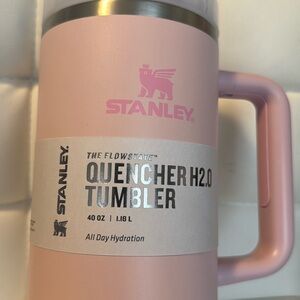 STANLEY
STANLEY
THE FLOWSTATE™
QUENCHER H2.0
TUMBLER
40 OZ | 1.18 L
All Day Hydration